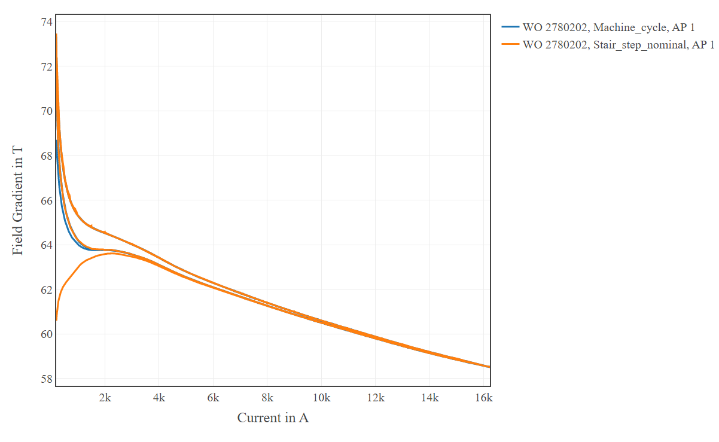 WO 2780202, Machine_cycle, AP 1
WO 2780202, Stair_step_nominal, AP 1
Field Gradient in T
74
72
70
68
66
64
62
60
58
2k
4k
6k
8k
10k
12k
14k
16k
Current in A